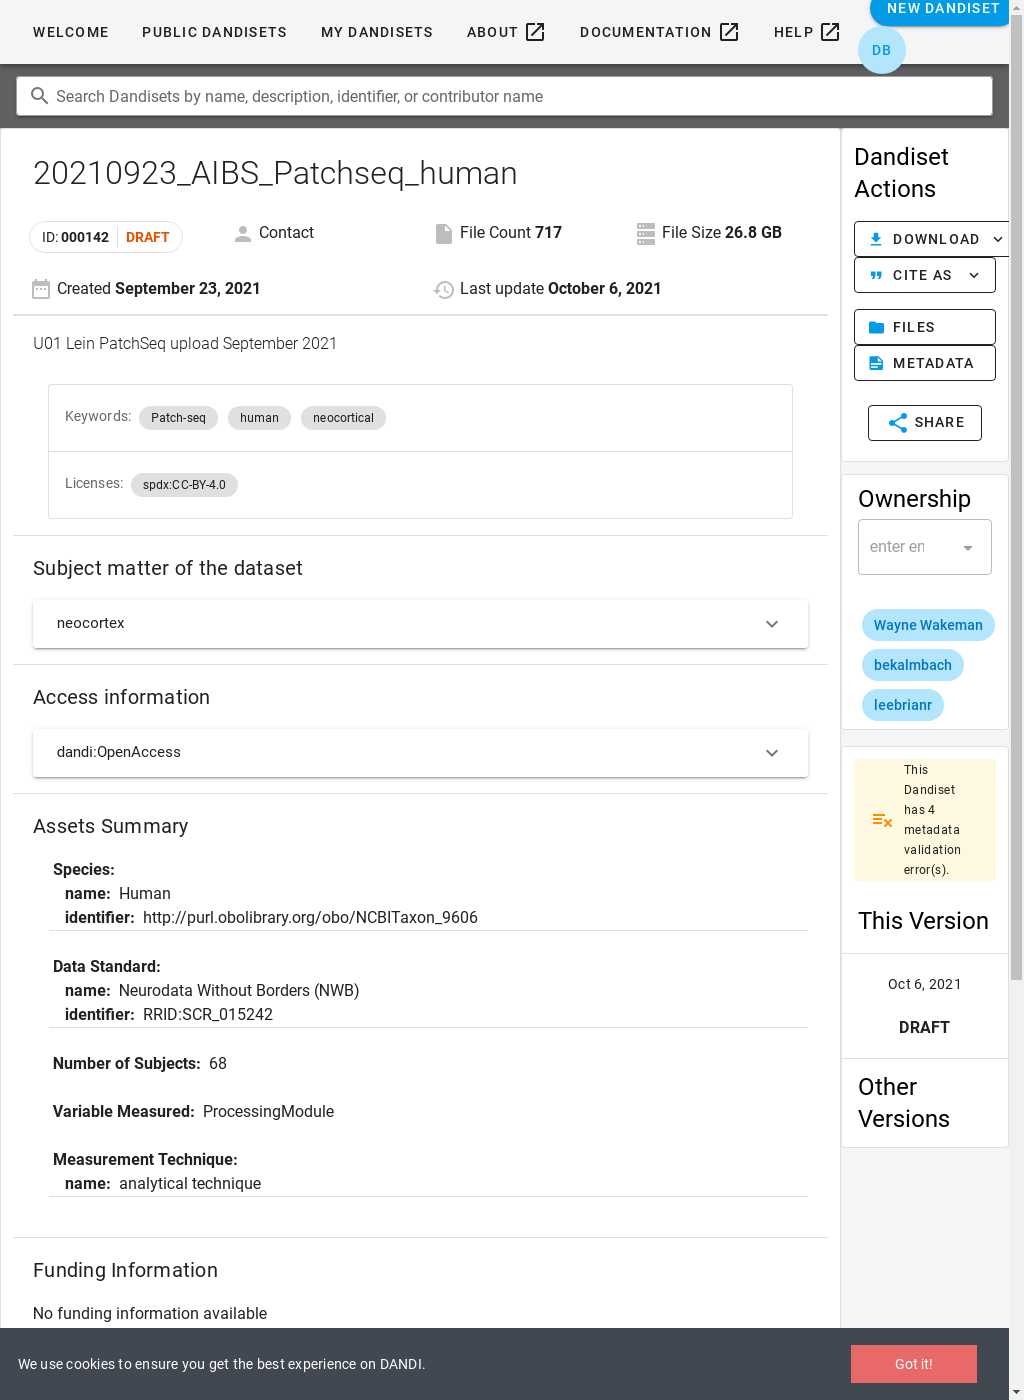 WELCOME
PUBLIC DANDISETS
MY DANDISETS
ABOUT
DOCUMENTATION
HELP
NEW DANDISET
DB
Search Dandisets by name, description, identifier, or contributor name
20210923_AIBS_Patchseq_human
ID: 000142 DRAFT
Contact
File Count 717
File Size 26.8 GB
Created September 23, 2021
Last update October 6, 2021
U01 Lein PatchSeq upload September 2021
Keywords: Patch-seq human neocortical
Licenses: spdx:CC-BY-4.0
Subject matter of the dataset
neocortex
Access information
dandi:OpenAccess
Assets Summary
Species:
name: Human
identifier: http://purl.obolibrary.org/obo/NCBITaxon_9606
Data Standard:
name: Neurodata Without Borders (NWB)
identifier: RRID:SCR_015242
Number of Subjects: 68
Variable Measured: ProcessingModule
Measurement Technique:
name: analytical technique
Funding Information
No funding information available
Dandiset
Actions
DOWNLOAD
CITE AS
FILES
METADATA
SHARE
Ownership
enter en
Wayne Wakeman
bekalmbach
leebrianr
This
Dandiset
has 4
metadata
validation
error(s).
This Version
Oct 6, 2021
DRAFT
Other
Versions
We use cookies to ensure you get the best experience on DANDI.
Got it!